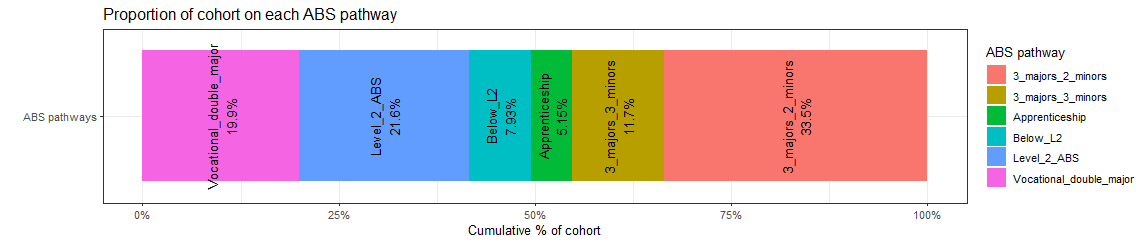 Proportion of cohort on each ABS pathway
ABS pathways
Vocational_double_major
19.9%
Level_2_ABS
21.6%
Below_L2
7.93%
Apprenticeship
5.15%
3_majors_3_minors
11.7%
3_majors_2_minors
33.5%
0%
25%
50%
75%
100%
Cumulative % of cohort
ABS pathway
3_majors_2_minors
3_majors_3_minors
Apprenticeship
Below_L2
Level_2_ABS
Vocational_double_major